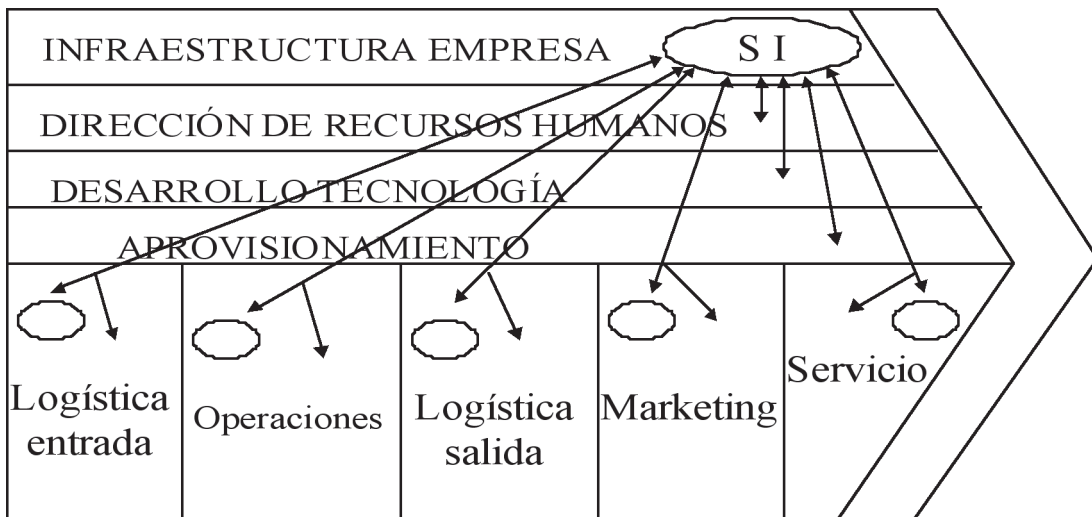 INFRAESTRUCTURA EMPRESA
S I
DIRECCIÓN DE RECURSOS HUMANOS
DESARROLLO TECNOLOGÍA
APROVISIONAMIENTO
Logística
entrada
Operaciones
Logística
salida
Marketing
Servicio